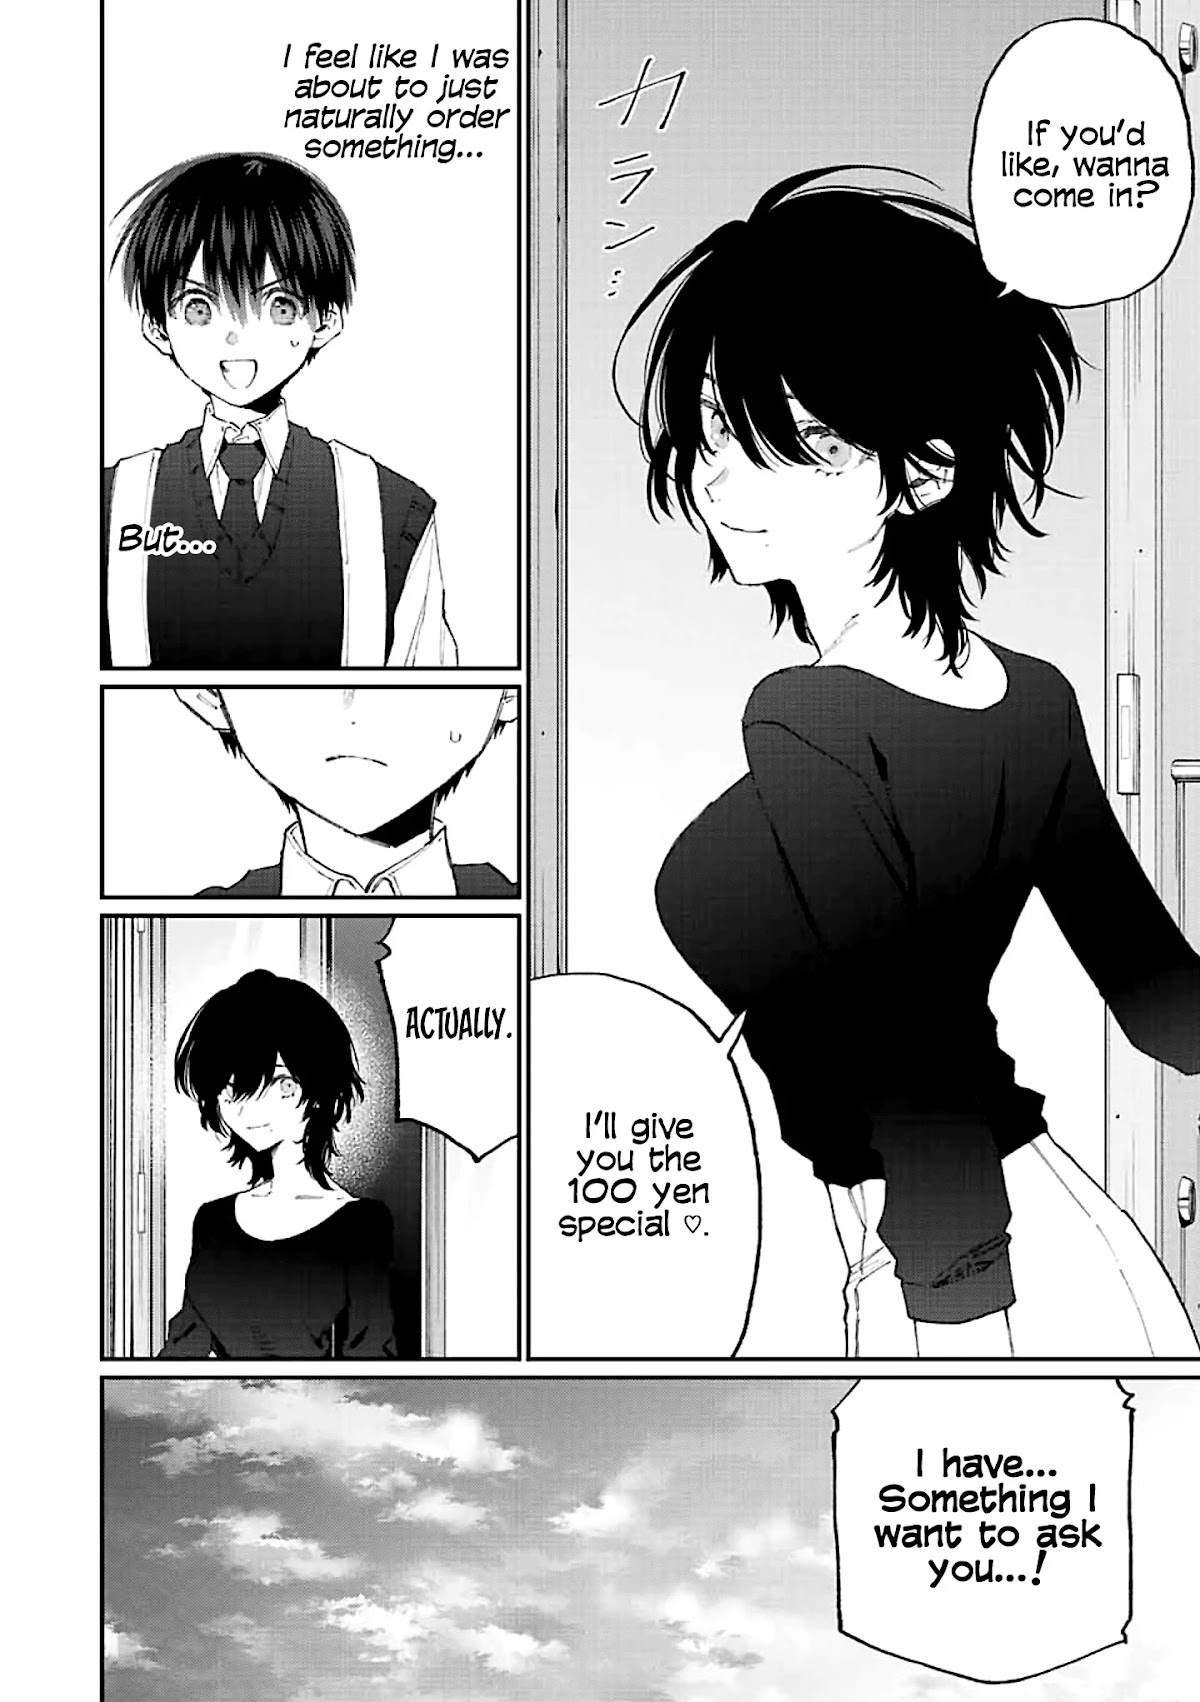 If you'd
like, wanna
come in?
カラン…
I'll give
you the
100 yen
special ♡.
I feel like I was
about to just
naturally order
something...
But...
ACTUALLY.
I have...
Something I
want to ask
you...!